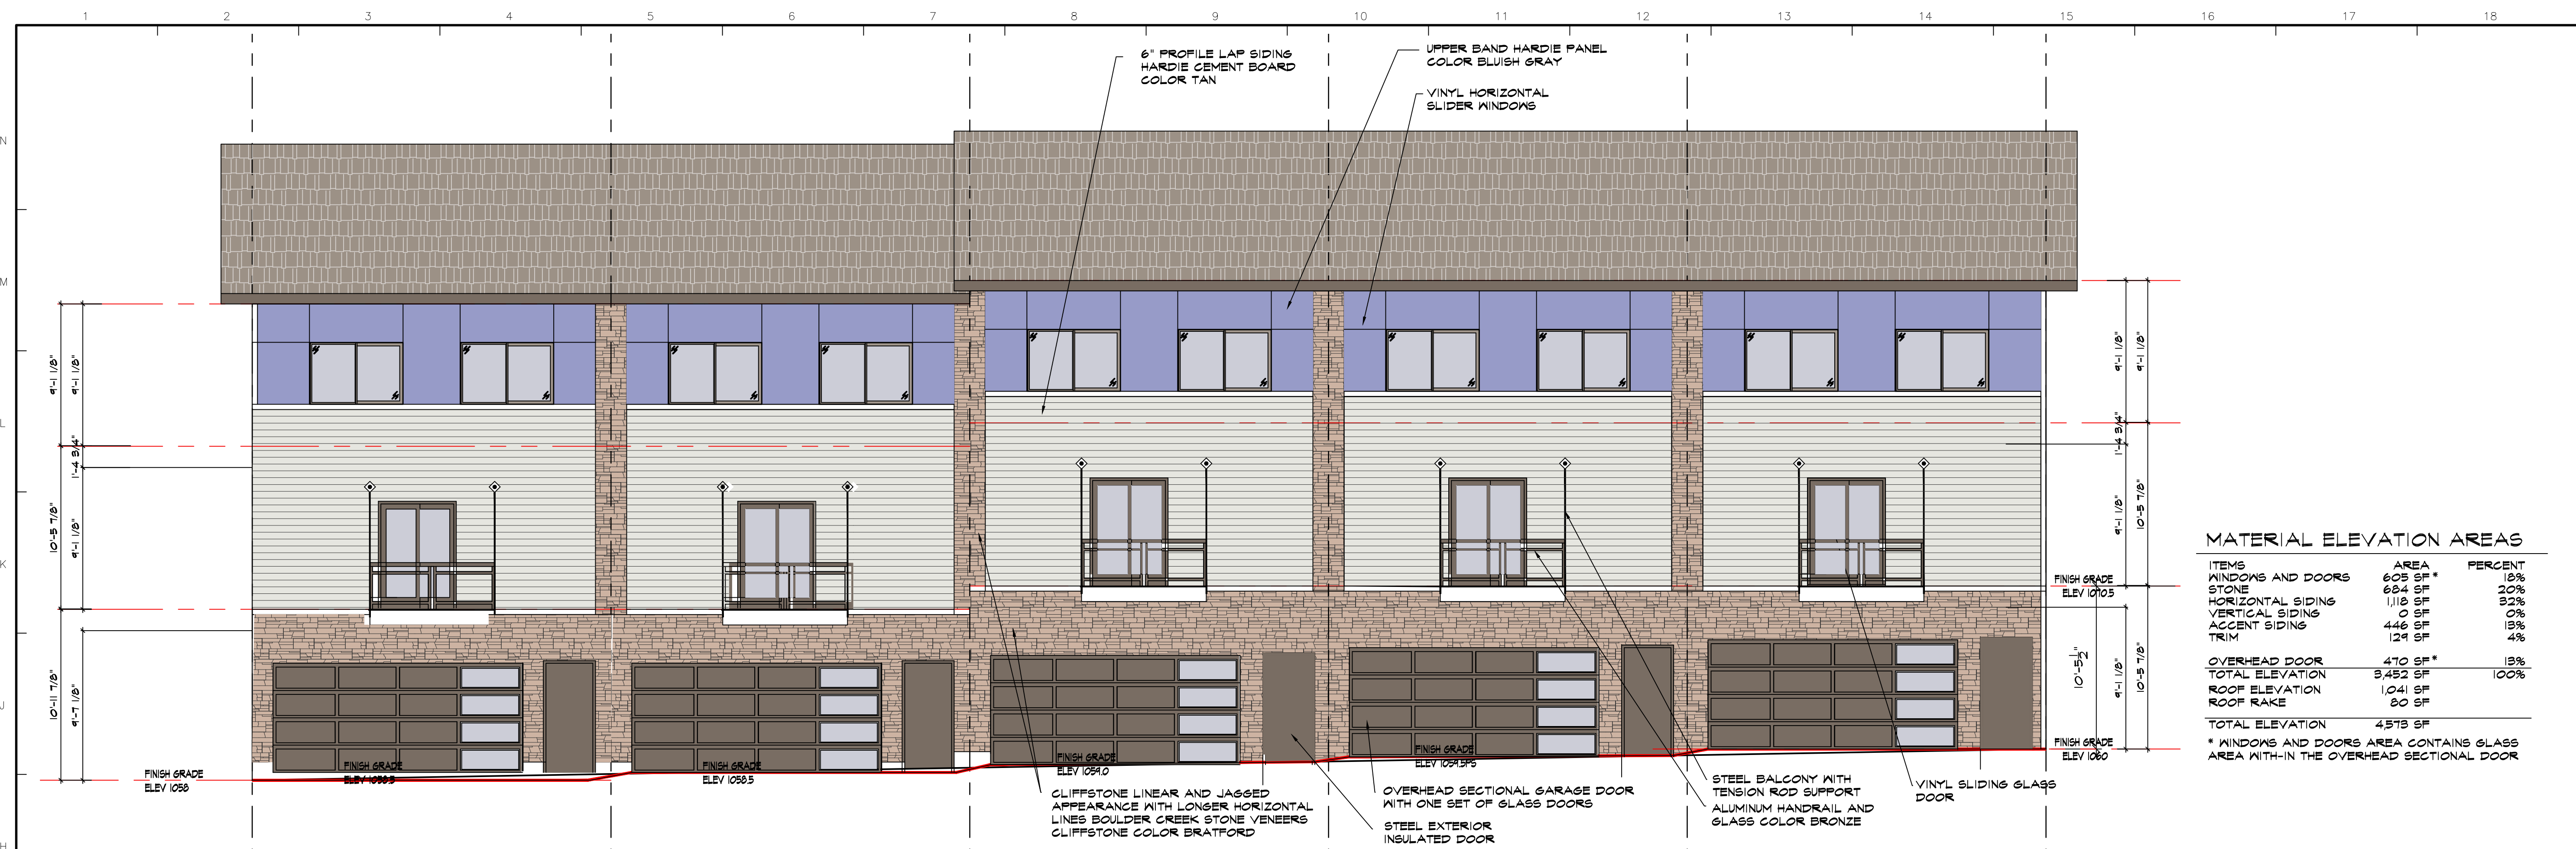 1 2 3 4 5 6 7 8 9 10 11 12 13 14 15 16 17 18
N
M
L
K
J
H
6" PROFILE LAP SIDING
HARDIE CEMENT BOARD
COLOR TAN
UPPER BAND HARDIE PANEL
COLOR BLUISH GRAY
VINYL HORIZONTAL
SLIDER WINDOWS
9'-1 1/8"
9'-1 1/8"
1'-4 3/4"
10'-5 7/8"
9'-1 1/8"
10'-11 7/8"
9'-7 1/8"
9'-1 1/8"
9'-1 1/8"
1'-4 3/4"
9'-1 1/8"
10'-5 7/8"
10'-5 1/2"
9'-1 1/8"
10'-5 7/8"
FINISH GRADE
ELEV 1070.5
FINISH GRADE
ELEV 1060
FINISH GRADE
ELEV 1058
FINISH GRADE
ELEV 1058.5
FINISH GRADE
ELEV 1058.5
FINISH GRADE
ELEV 1059.0
FINISH GRADE
ELEV 1059.5FS
CLIFFSTONE LINEAR AND JAGGED
APPEARANCE WITH LONGER HORIZONTAL
LINES BOULDER CREEK STONE VENEERS
CLIFFSTONE COLOR BRATFORD
OVERHEAD SECTIONAL GARAGE DOOR
WITH ONE SET OF GLASS DOORS
STEEL EXTERIOR
INSULATED DOOR
STEEL BALCONY WITH
TENSION ROD SUPPORT
ALUMINUM HANDRAIL AND
GLASS COLOR BRONZE
VINYL SLIDING GLASS
DOOR
MATERIAL ELEVATION AREAS
ITEMS AREA PERCENT
WINDOWS AND DOORS 605 SF* 18%
STONE 684 SF 20%
HORIZONTAL SIDING 1,118 SF 32%
VERTICAL SIDING 0 SF 0%
ACCENT SIDING 446 SF 13%
TRIM 129 SF 4%
OVERHEAD DOOR 470 SF* 13%
TOTAL ELEVATION 3,452 SF 100%
ROOF ELEVATION 1,041 SF
ROOF RAKE 80 SF
TOTAL ELEVATION 4,573 SF
* WINDOWS AND DOORS AREA CONTAINS GLASS
AREA WITH-IN THE OVERHEAD SECTIONAL DOOR